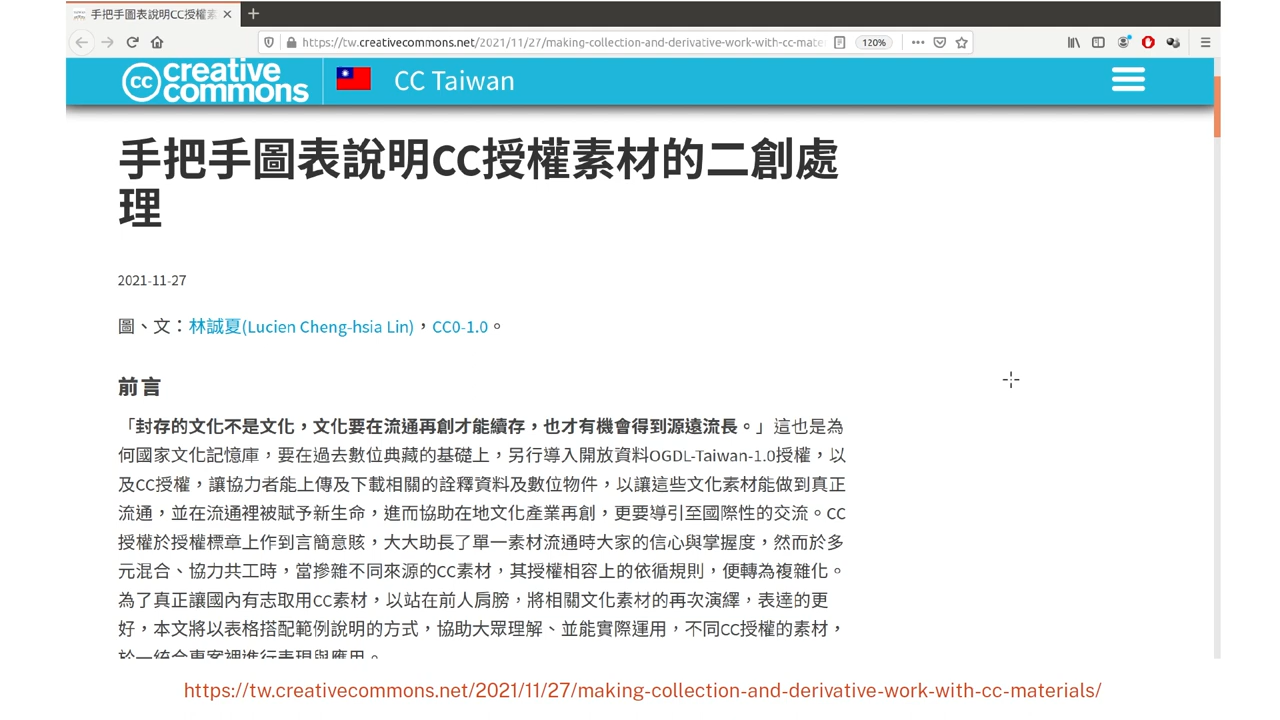 手把手圖表說明CC授權素
https://tw.creativecommons.net/2021/11/27/making-collection-and-derivative-work-with-cc-mate
120%
cc creative commons
CC Taiwan
手把手圖表說明CC授權素材的二創處
理
2021-11-27
圖、文：林誠夏(Lucien Cheng-hsia Lin)，CC0-1.0。
前言
「封存的文化不是文化，文化要在流通再創才能續存，也才有機會得到源遠流長。」這也是為
何國家文化記憶庫，要在過去數位典藏的基礎上，另行導入開放資料OGDL-Taiwan-1.0授權，以
及CC授權，讓協力者能上傳及下載相關的詮釋資料及數位物件，以讓這些文化素材能做到真正
流通，並在流通裡被賦予新生命，進而協助在地文化產業再創，更要導引至國際性的交流。CC
授權於授權標章上作到言簡意賅，大大助長了單一素材流通時大家的信心與掌握度，然而於多
元混合、協力共工時，當摻雜不同來源的CC素材，其授權相容上的依循規則，便轉為複雜化。
為了真正讓國內有志取用CC素材，以站在前人肩膀，將相關文化素材的再次演繹，表達的更
好，本文將以表格搭配範例說明的方式，協助大眾理解、並能實際運用，不同CC授權的素材，
於一統合專案裡進行表現與應用。
https://tw.creativecommons.net/2021/11/27/making-collection-and-derivative-work-with-cc-materials/